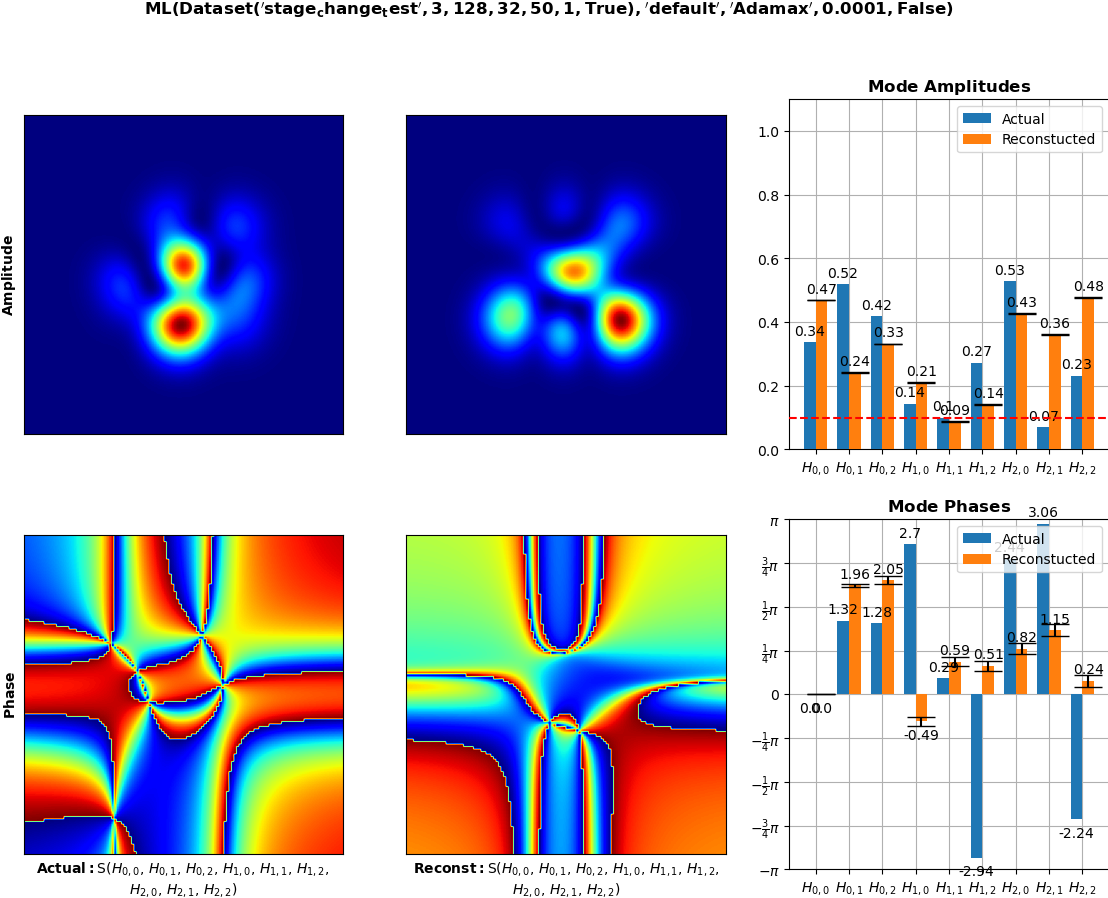 ML(Dataset('stage_change_test', 3, 128, 32, 50, 1, True), 'default', 'Adamax', 0.0001, False)
Amplitude
Mode Amplitudes
Actual
Reconstucted
1.0
0.8
0.6
0.4
0.2
0.0
0.34 0.47 0.52 0.24 0.42 0.33 0.14 0.21 0.1 0.09 0.27 0.14 0.53 0.43 0.07 0.36 0.23 0.48
H0,0 H0,1 H0,2 H1,0 H1,1 H1,2 H2,0 H2,1 H2,2
Phase
Mode Phases
Actual
Reconstucted
π
3/4π
1/2π
1/4π
0
−1/4π
−1/2π
−3/4π
−π
0.0 0.0 1.32 1.96 1.28 2.05 2.7 -0.49 0.29 0.59 -2.94 0.51 2.44 0.82 3.06 1.15 -2.24 0.24
H0,0 H0,1 H0,2 H1,0 H1,1 H1,2 H2,0 H2,1 H2,2
Actual: S(H0,0, H0,1, H0,2, H1,0, H1,1, H1,2,
H2,0, H2,1, H2,2)
Reconst: S(H0,0, H0,1, H0,2, H1,0, H1,1, H1,2,
H2,0, H2,1, H2,2)